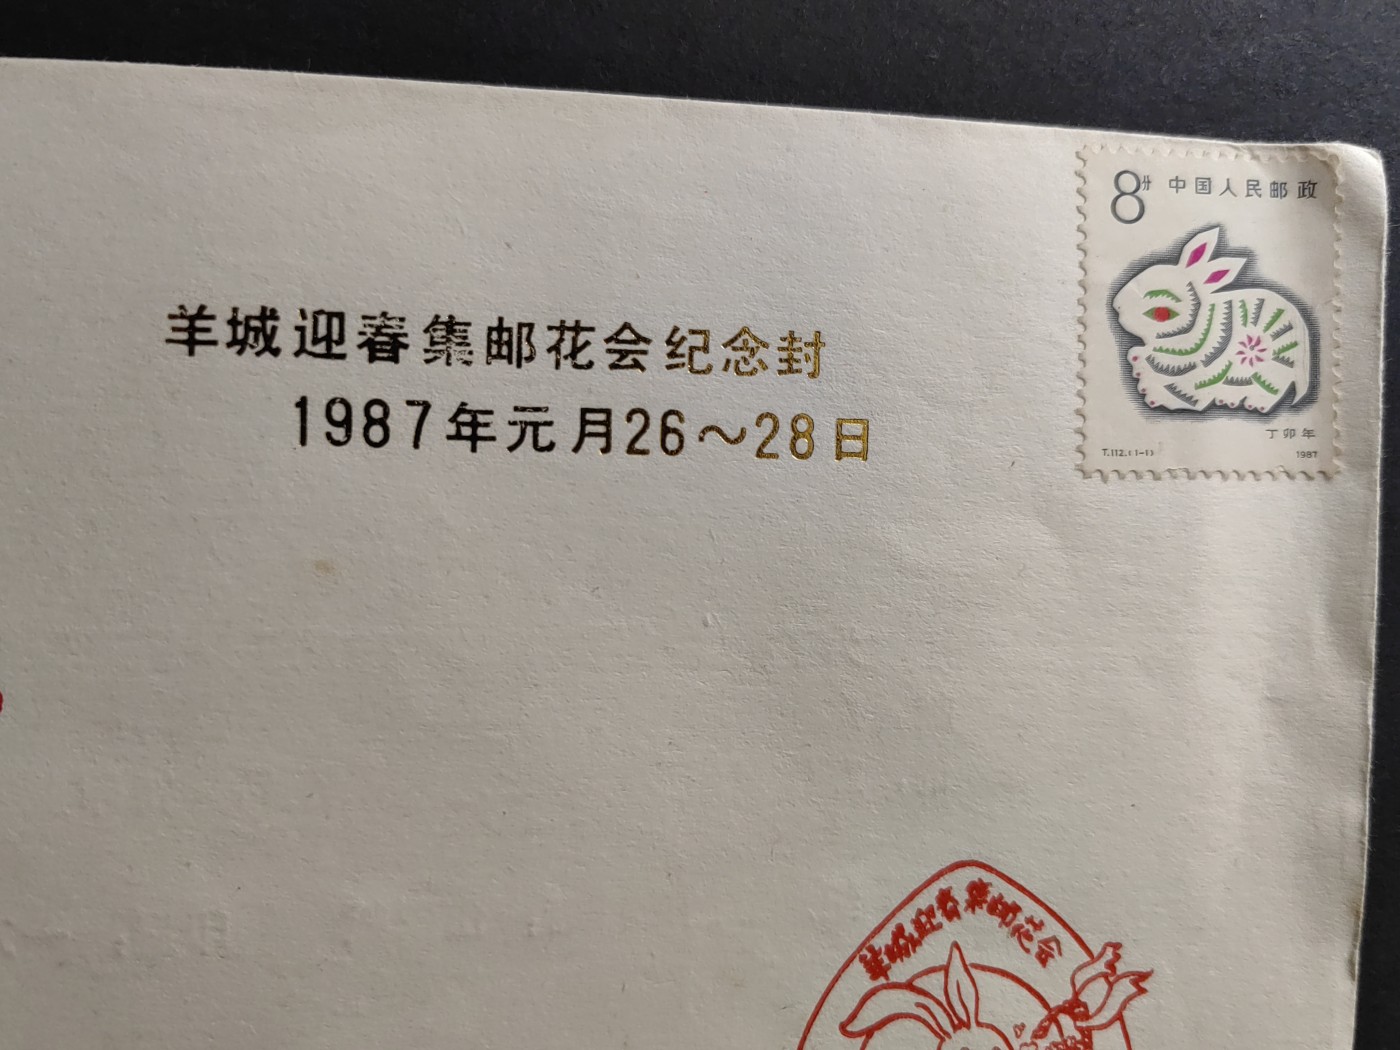 8分 中国人民邮政
羊城迎春集邮花会纪念封
1987年元月26～28日
丁卯年
T.112.(1-1) 1987
羊城迎春集邮花会